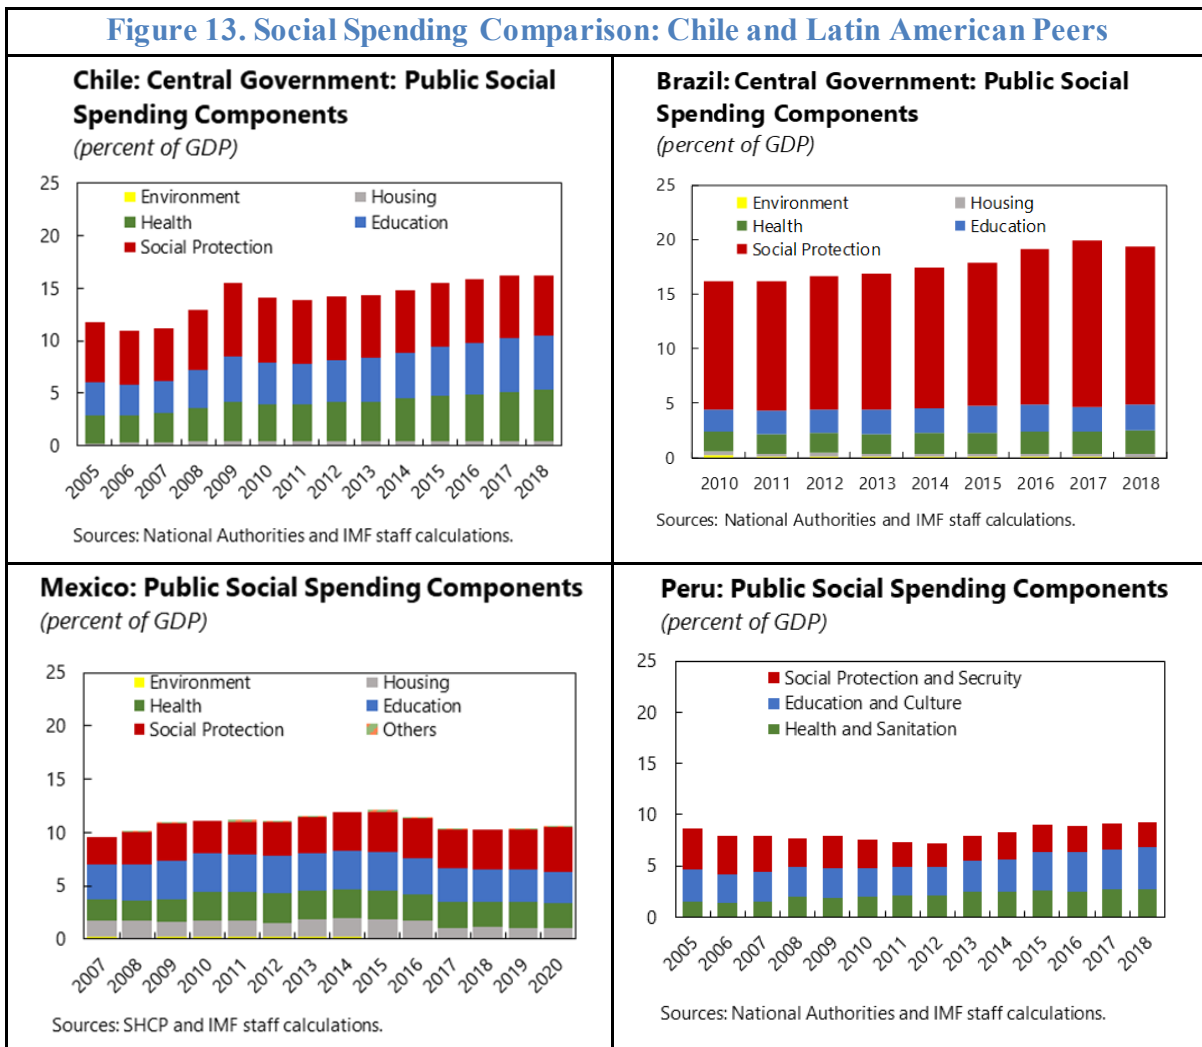 Figure 13. Social Spending Comparison: Chile and Latin American Peers
Chile: Central Government: Public Social
Spending Components
(percent of GDP)
25
20
15
10
5
0
Environment
Housing
Health
Education
Social Protection
2005
2006
2007
2008
2009
2010
2011
2012
2013
2014
2015
2016
2017
2018
Sources: National Authorities and IMF staff calculations.
Brazil: Central Government: Public Social
Spending Components
(percent of GDP)
25
20
15
10
5
0
Environment
Housing
Health
Education
Social Protection
2010
2011
2012
2013
2014
2015
2016
2017
2018
Sources: National Authorities and IMF staff calculations.
Mexico: Public Social Spending Components
(percent of GDP)
25
20
15
10
5
0
Environment
Housing
Health
Education
Social Protection
Others
2007
2008
2009
2010
2011
2012
2013
2014
2015
2016
2017
2018
2019
2020
Sources: SHCP and IMF staff calculations.
Peru: Public Social Spending Components
(percent of GDP)
25
20
15
10
5
0
Social Protection and Secruity
Education and Culture
Health and Sanitation
2005
2006
2007
2008
2009
2010
2011
2012
2013
2014
2015
2016
2017
2018
Sources: National Authorities and IMF staff calculations.